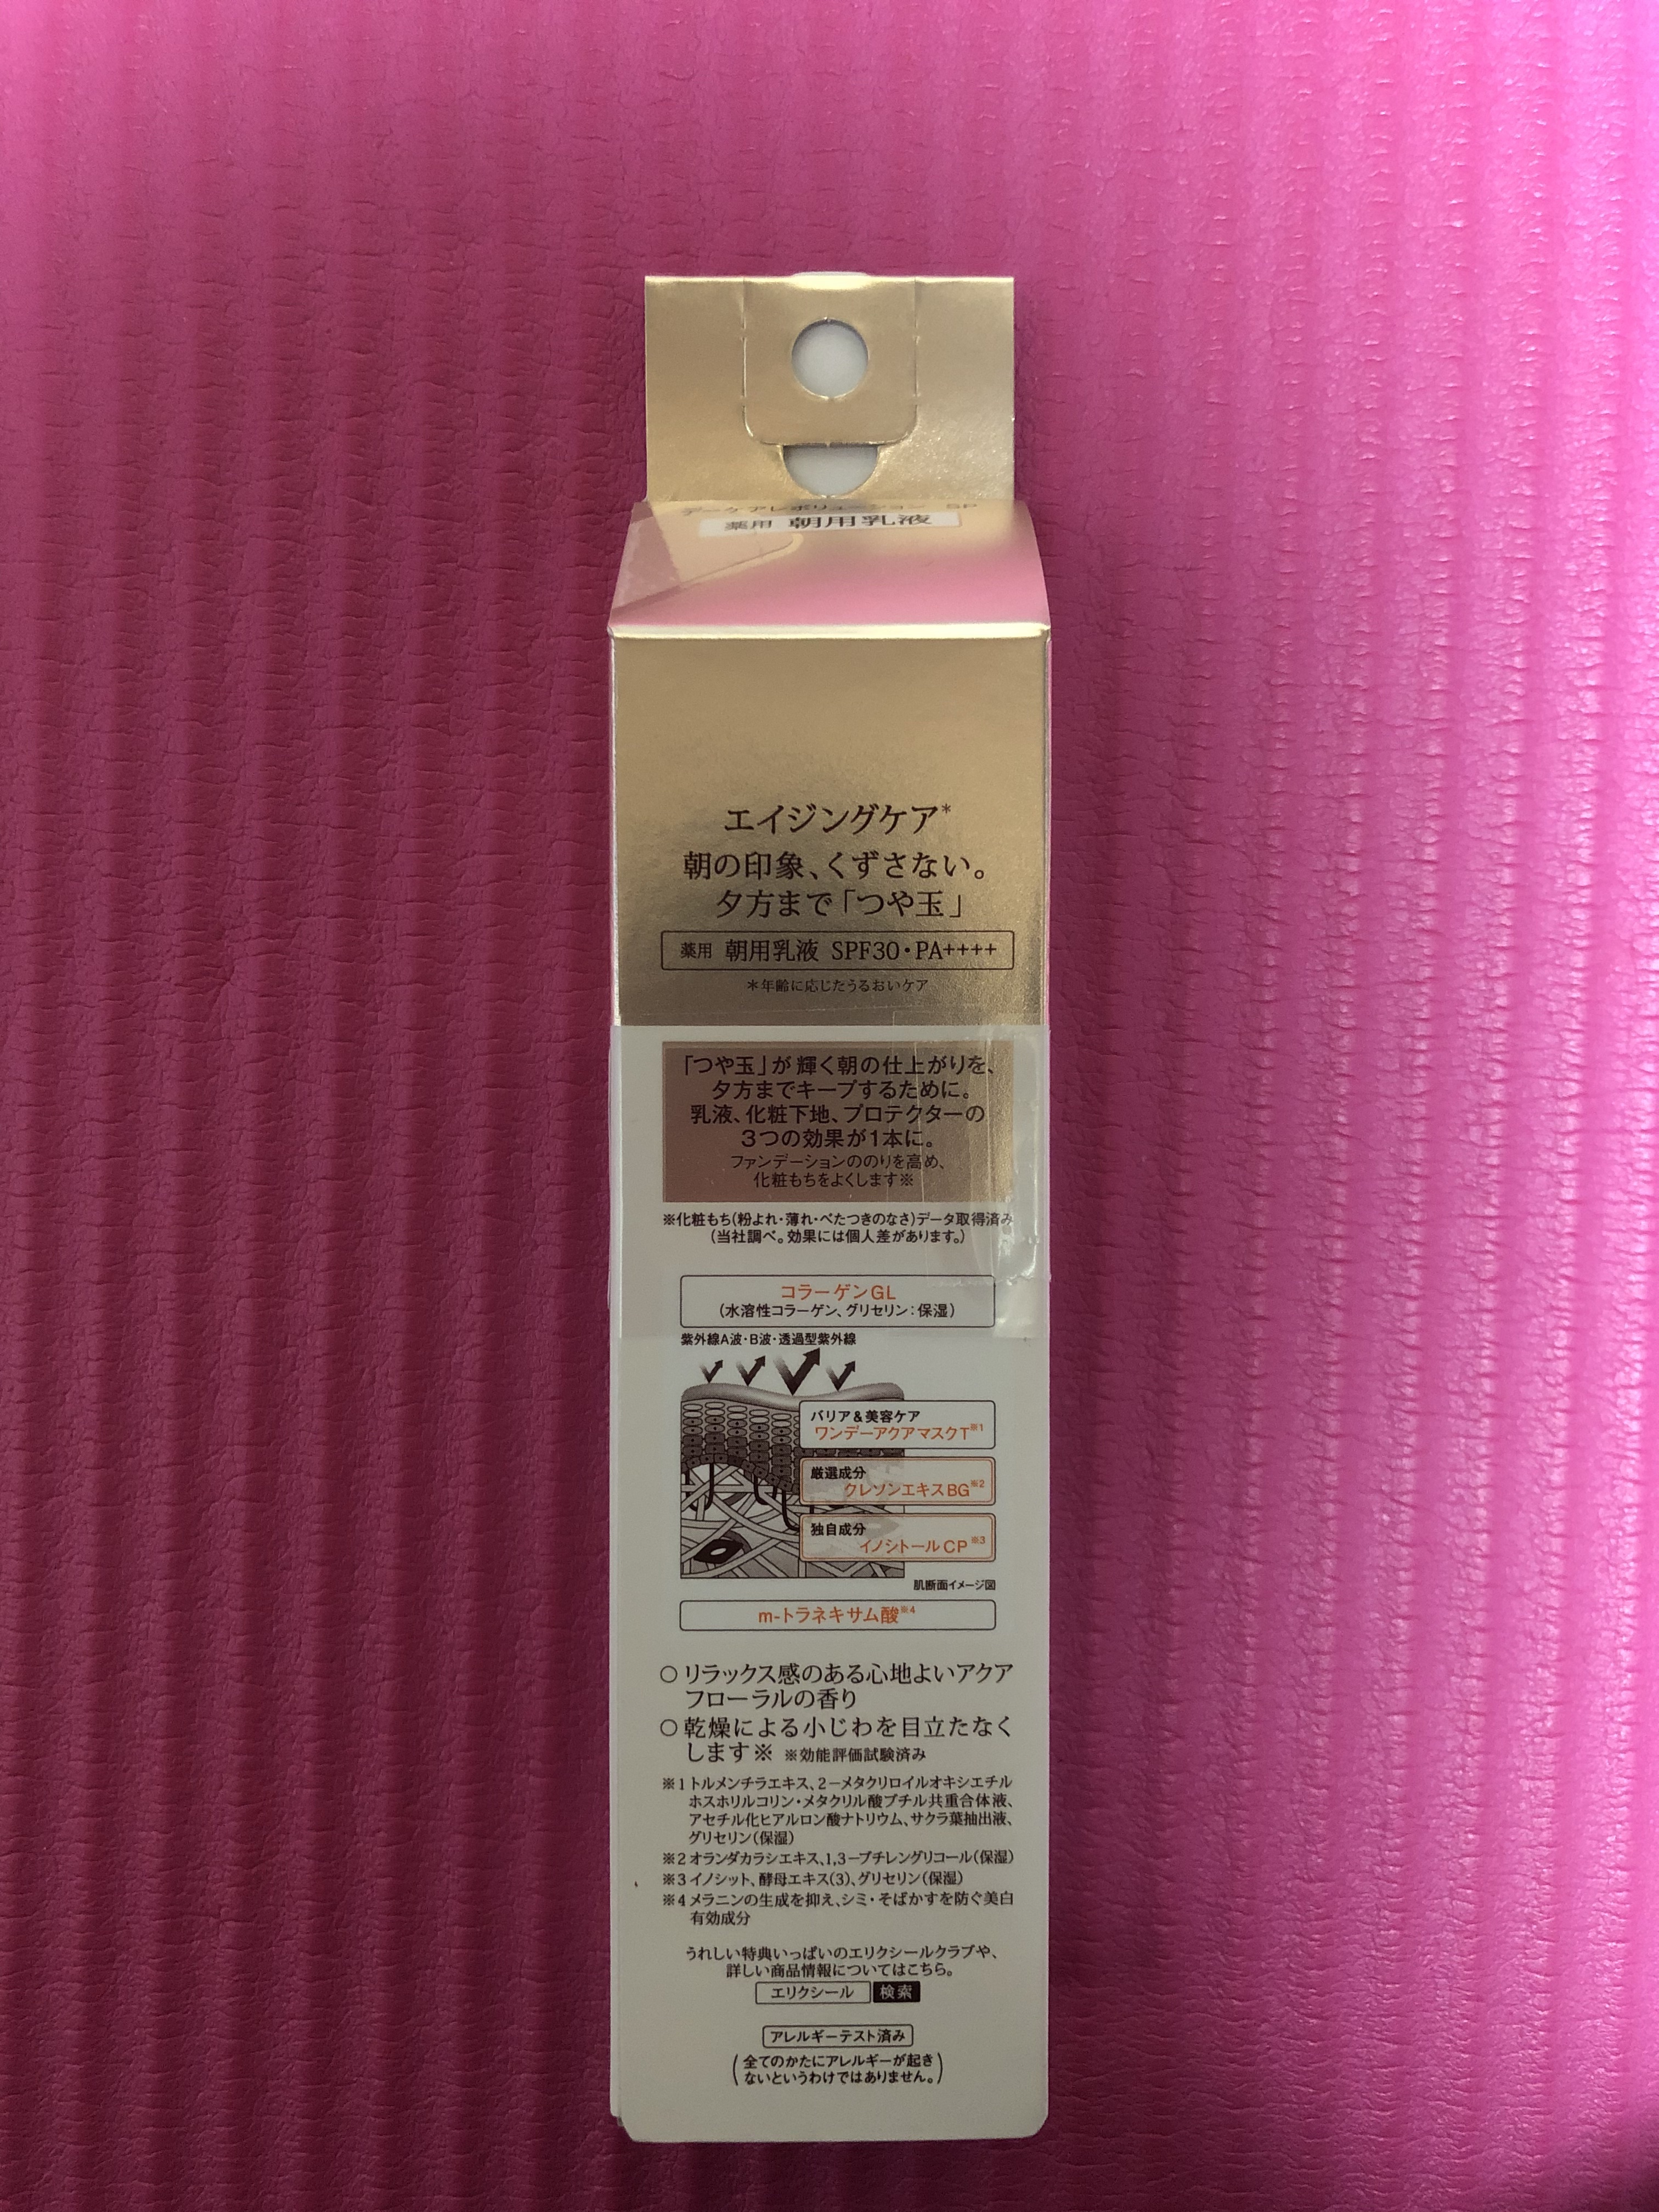 デーケアレボリューション SP
薬用 朝用乳液
エイジングケア*
朝の印象、くずさない。
夕方まで「つや玉」
薬用 朝用乳液 SPF30・PA++++
*年齢に応じたうるおいケア
「つや玉」が輝く朝の仕上がりを、
夕方までキープするために。
乳液、化粧下地、プロテクターの
3つの効果が1本に。
ファンデーションののりを高め、
化粧もちをよくします※
※化粧もち(粉よれ・薄れ・べたつきのなさ)データ取得済み
(当社調べ。効果には個人差があります。)
コラーゲンGL
(水溶性コラーゲン、グリセリン:保湿)
紫外線A波・B波・透過型紫外線
バリア&美容ケア
ワンデーアクアマスクT※1
厳選成分
クレソンエキスBG※2
独自成分
イノシトールCP※3
肌断面イメージ図
m-トラネキサム酸※4
○リラックス感のある心地よいアクア
フローラルの香り
○乾燥による小じわを目立たなく
します※ ※効能評価試験済み
※1トルメンチラエキス、2-メタクリロイルオキシエチル
ホスホリルコリン・メタクリル酸ブチル共重合体液、
アセチル化ヒアルロン酸ナトリウム、サクラ葉抽出液、
グリセリン(保湿)
※2オランダカラシエキス、1,3-ブチレングリコール(保湿)
※3イノシット、酵母エキス(3)、グリセリン(保湿)
※4メラニンの生成を抑え、シミ・そばかすを防ぐ美白
有効成分
うれしい特典いっぱいのエリクシールクラブや、
詳しい商品情報についてはこちら。
エリクシール 検索
アレルギーテスト済み
(全てのかたにアレルギーが起き
ないというわけではありません。)